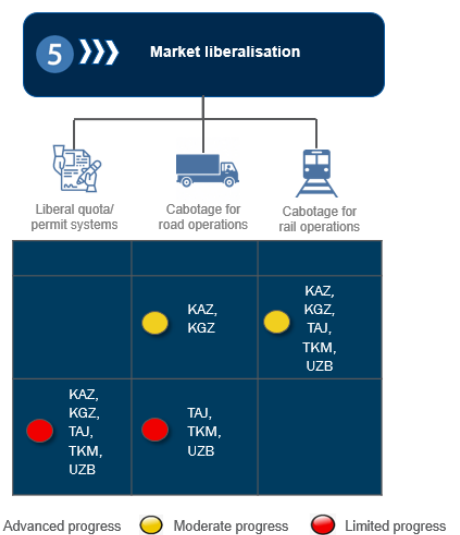 5 Market liberalisation
Liberal quota/
permit systems
Cabotage for
road operations
Cabotage for
rail operations
KAZ,
KGZ
KAZ,
KGZ,
TAJ,
TKM,
UZB
KAZ,
KGZ,
TAJ,
TKM,
UZB
TAJ,
TKM,
UZB
Advanced progress Moderate progress Limited progress